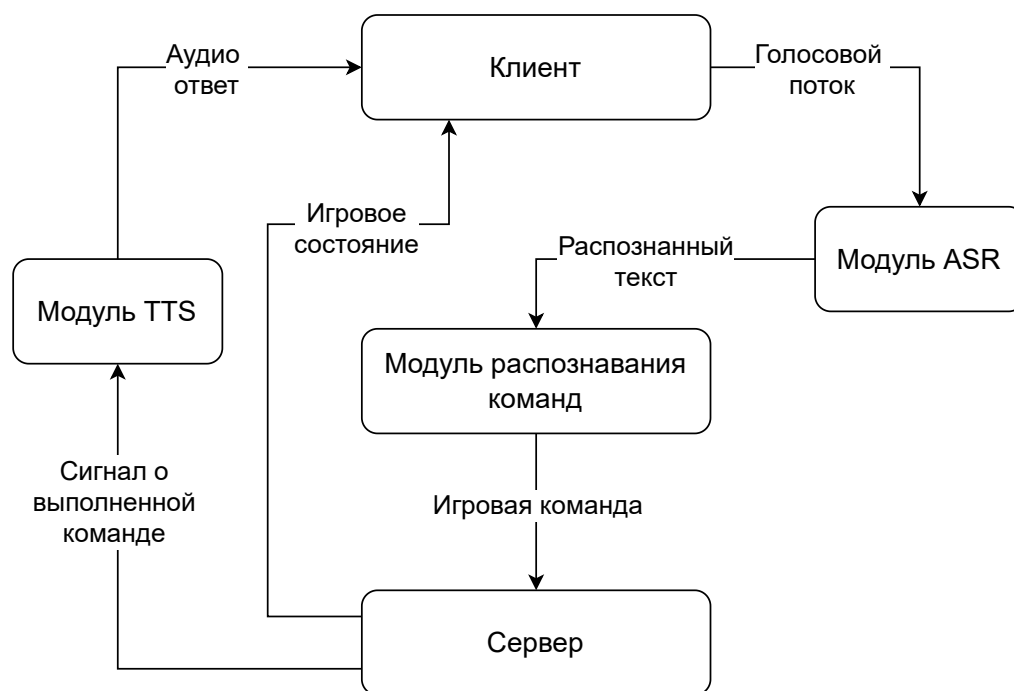 Аудио
ответ
Клиент
Голосовой
поток
Игровое
состояние
Распознанный
текст
Модуль ASR
Модуль TTS
Модуль распознавания
команд
Сигнал о
выполненной
команде
Игровая команда
Сервер